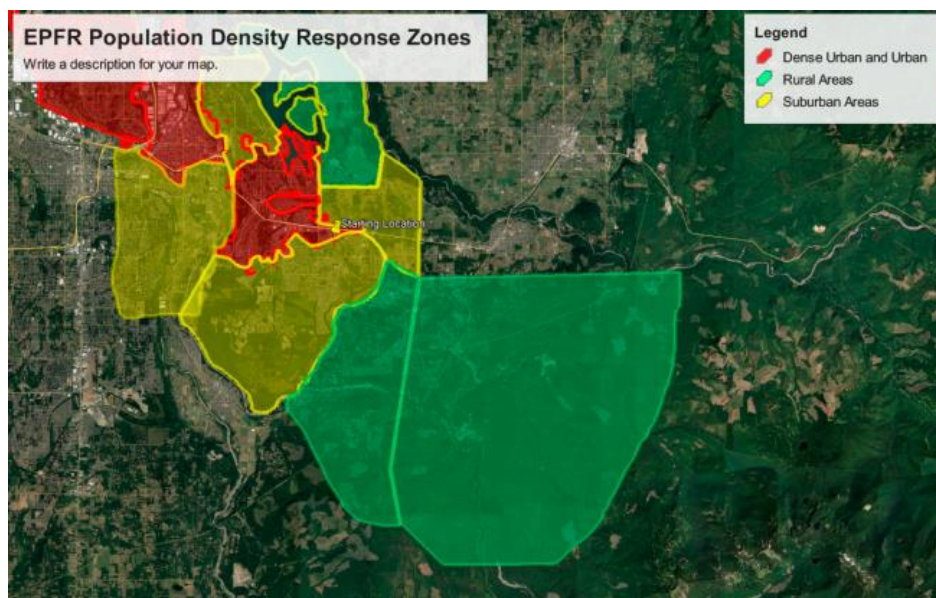 EPFR Population Density Response Zones
Write a description for your map.
Legend
Dense Urban and Urban
Rural Areas
Suburban Areas
Starting Location